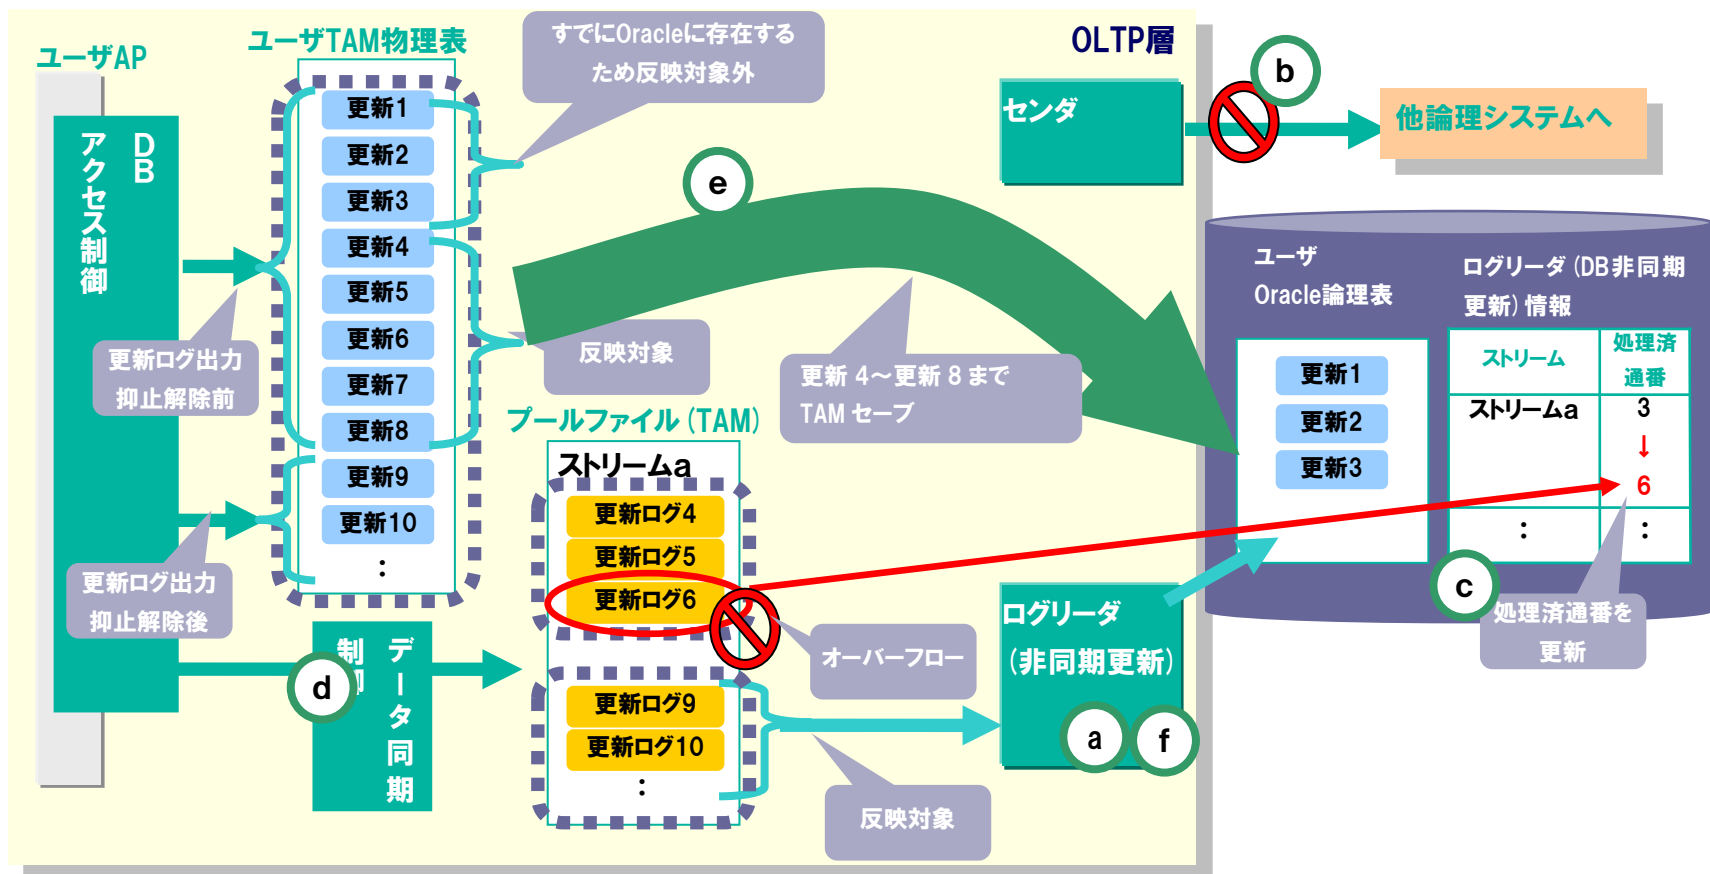 ユーザAP
ユーザTAM物理表
すでにOracleに存在する
ため反映対象外
OLTP層
b
センダ
他論理システムへ
DB
アクセス制御
更新1
更新2
更新3
更新4
更新5
更新6
更新7
更新8
更新9
更新10
:
e
更新ログ出力
抑止解除前
更新ログ出力
抑止解除後
反映対象
更新 4～更新 8 まで
TAM セーブ
プールファイル(TAM)
ストリームa
更新ログ4
更新ログ5
更新ログ6
更新ログ9
更新ログ10
:
データ同期
制御
d
オーバーフロー
反映対象
ログリーダ
(非同期更新)
a
f
ユーザ
Oracle論理表
更新1
更新2
更新3
ログリーダ(DB非同期
更新)情報
ストリーム
処理済
通番
ストリームa
3
↓
6
:
:
c
処理済通番を
更新